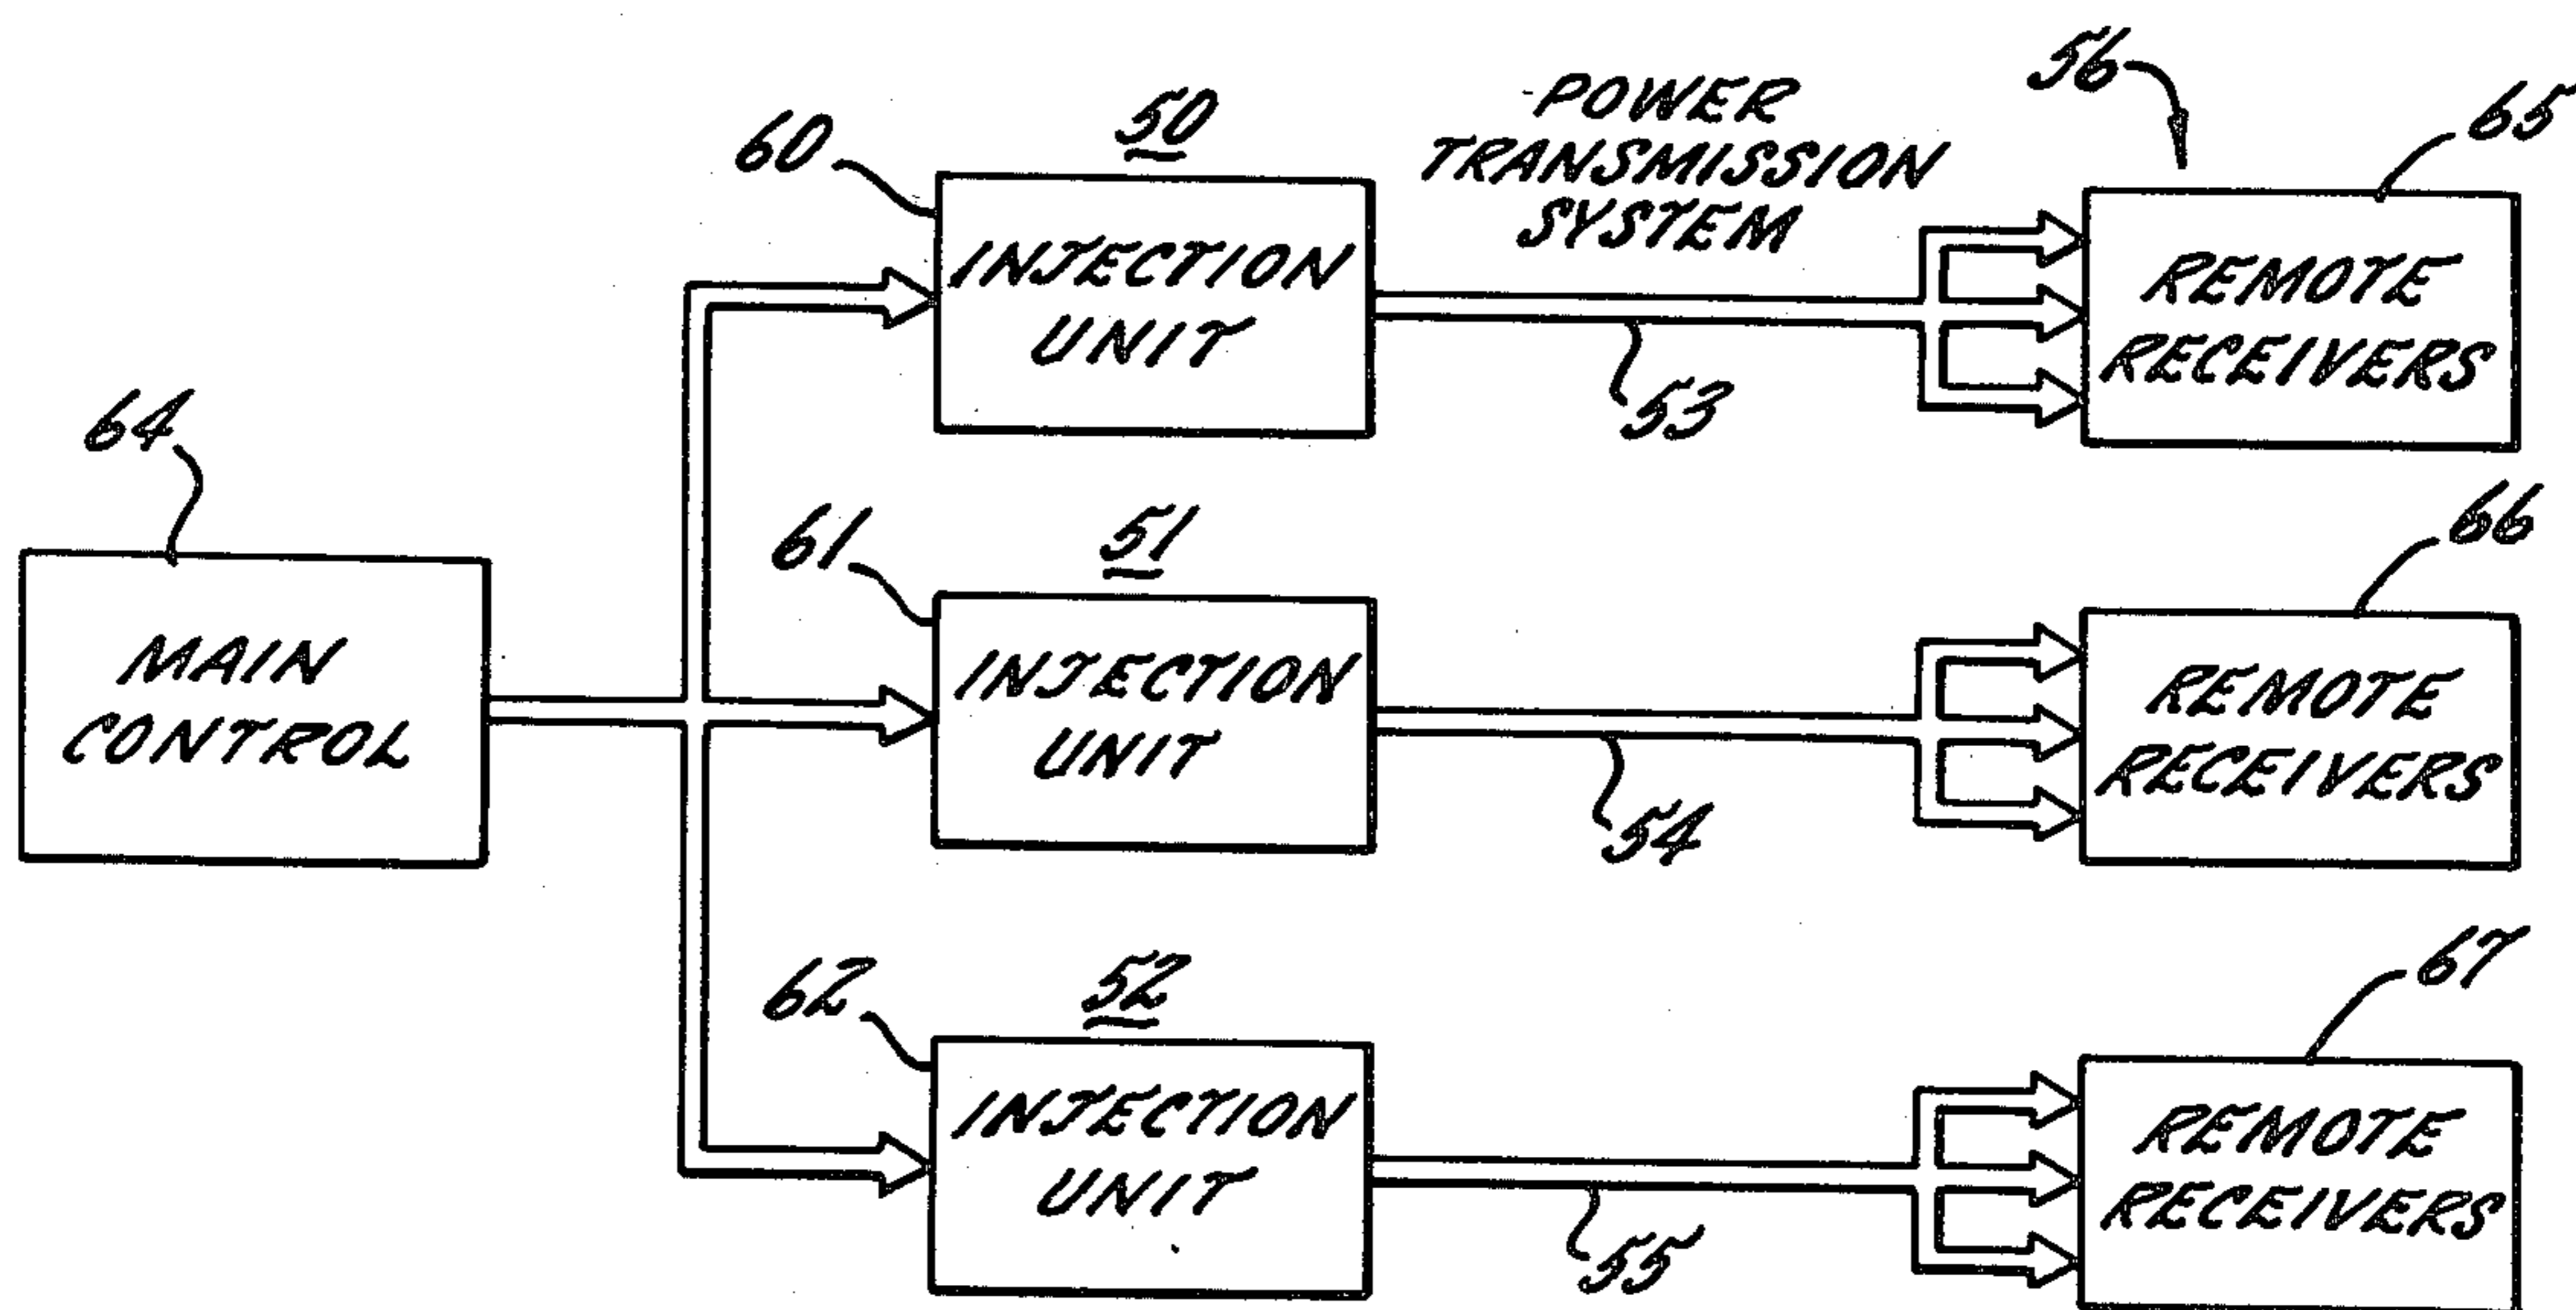 56
65
POWER
TRANSMISSION
SYSTEM
50
60
INJECTION
UNIT
REMOTE
RECEIVERS
53
64
MAIN
CONTROL
61
51
INJECTION
UNIT
54
66
REMOTE
RECEIVERS
62
52
INJECTION
UNIT
55
67
REMOTE
RECEIVERS